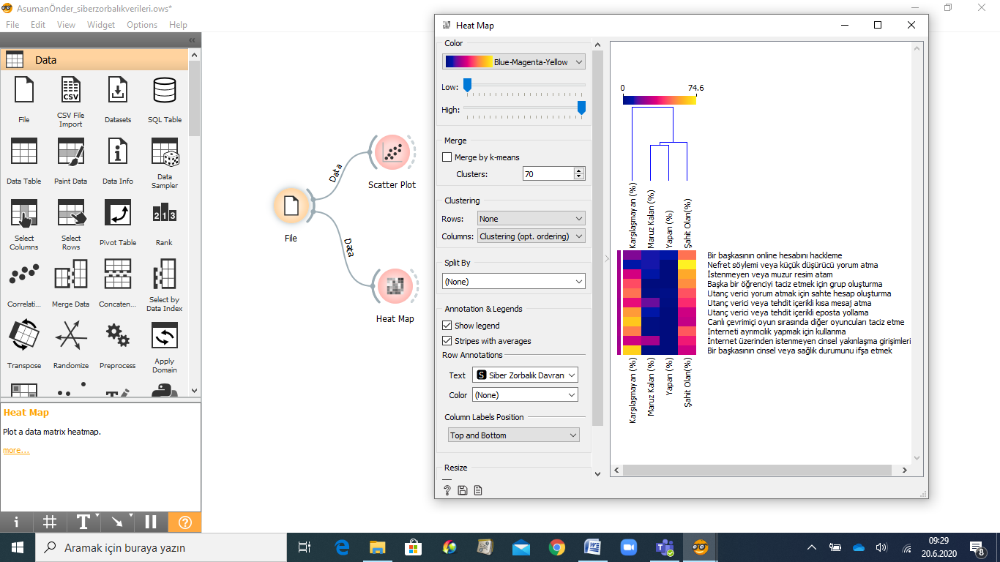 AsumanÖnder_siberzorbalıkverileri.ows*
File Edit View Widget Options Help
Data
File
CSV File
Import
Datasets
SQL Table
Data Table
Paint Data
Data Info
Data
Sampler
Select
Columns
Select
Rows
Pivot Table
Rank
Correlati...
Merge Data
Concaten...
Select by
Data Index
Transpose
Randomize
Preprocess
Apply
Domain
Heat Map
Plot a data matrix heatmap.
more...
File
Data
Data
Scatter Plot
Heat Map
Heat Map
Color
Blue-Magenta-Yellow
Low:
High:
Merge
Merge by k-means
Clusters: 70
Clustering
Rows: None
Columns: Clustering (opt. ordering)
Split By
(None)
Annotation & Legends
Show legend
Stripes with averages
Row Annotations
Text S Siber Zorbalık Davran
Color (None)
Column Labels Position
Top and Bottom
Resize
0 74.6
Karşılaşmayan (%)
Maruz Kalan (%)
Yapan (%)
Şahit Olan(%)
Bir başkasının online hesabını hackleme
Nefret söylemi veya küçük düşürücü yorum atma
İstenmeyen veya muzur resim atam
Başka bir öğrenciyi taciz etmek için grup oluşturma
Utanç verici yorum atmak için sahte hesap oluşturma
Utanç verici veya tehdit içerikli kısa mesaj atma
Utanç verici veya tehdit içerikli eposta yollama
Canlı çevrimiçi oyun sırasında diğer oyuncuları taciz etme
Interneti ayrımcılık yapmak için kullanma
İnternet üzerinden istenmeyen cinsel yakınlaşma girişimleri
Bir başkasının cinsel veya sağlık durumunu ifşa etmek
Karşılaşmayan (%)
Maruz Kalan (%)
Yapan (%)
Şahit Olan(%)
Aramak için buraya yazın
09:29
20.6.2020
8